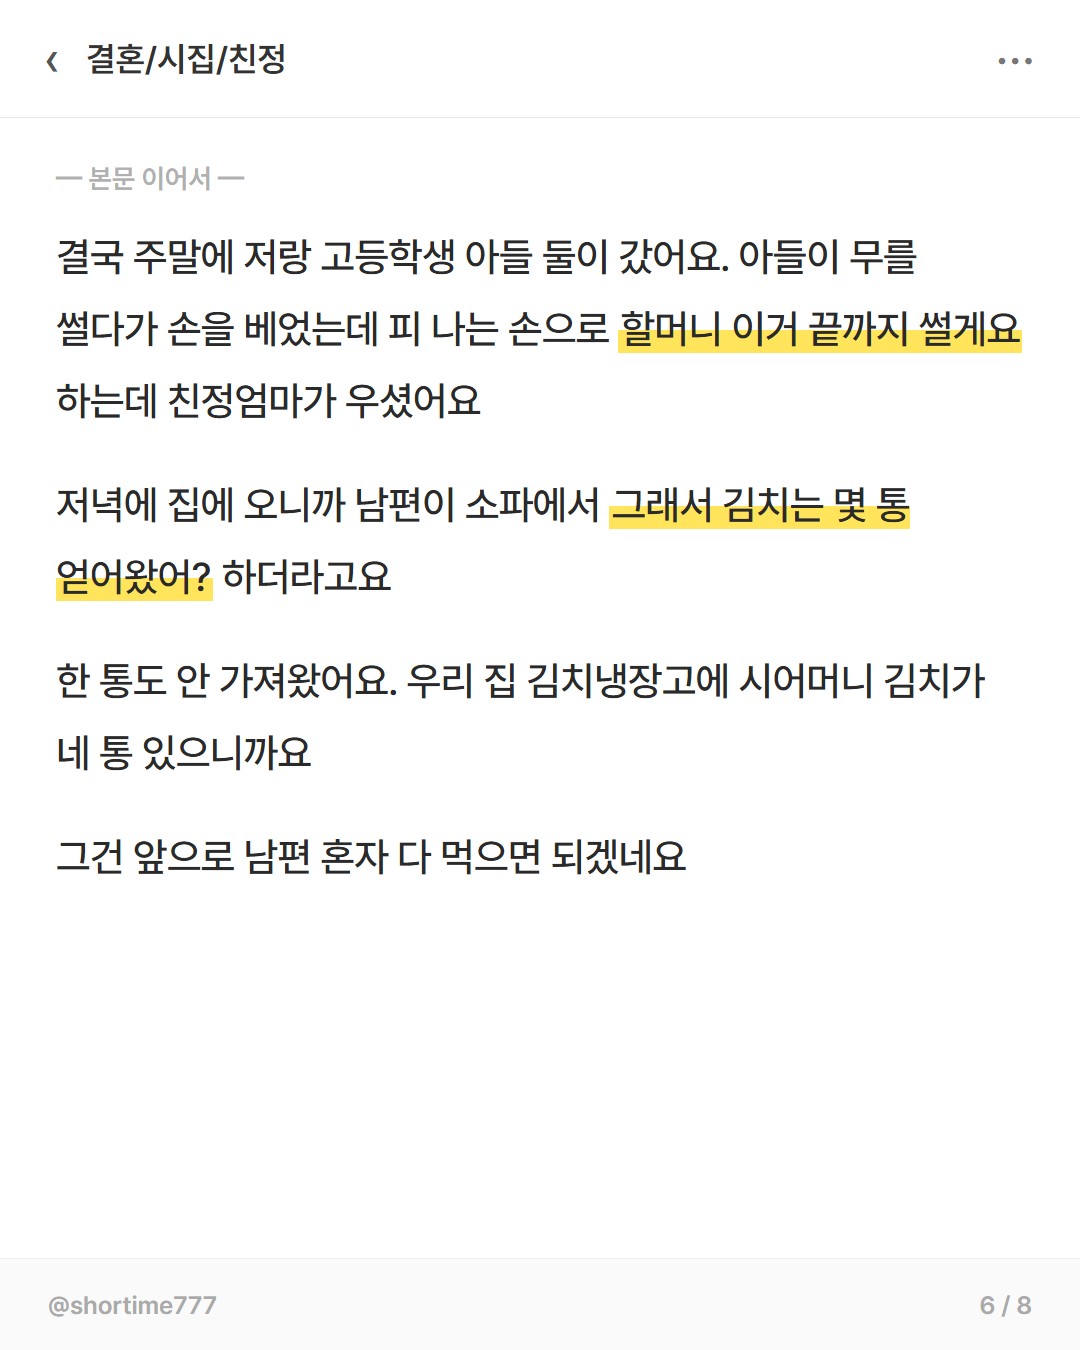 결혼/시집/친정
— 본문 이어서 —
결국 주말에 저랑 고등학생 아들 둘이 갔어요. 아들이 무를
썰다가 손을 베었는데 피 나는 손으로 할머니 이거 끝까지 썰게요
하는데 친정엄마가 우셨어요
저녁에 집에 오니까 남편이 소파에서 그래서 김치는 몇 통
얻어왔어? 하더라고요
한 통도 안 가져왔어요. 우리 집 김치냉장고에 시어머니 김치가
네 통 있으니까요
그건 앞으로 남편 혼자 다 먹으면 되겠네요
@shortime777
6 / 8